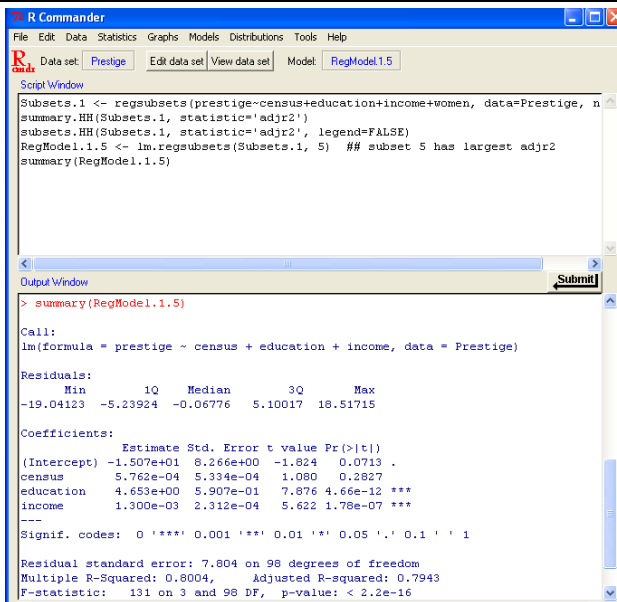 R Commander
File Edit Data Statistics Graphs Models Distributions Tools Help
R cmdr Data set: Prestige Edit data set View data set Model: RegModel.1.5
Script Window
Subsets.1 <- regsubsets(prestige~census+education+income+women, data=Prestige, n
summary.HH(Subsets.1, statistic='adjr2')
subsets.HH(Subsets.1, statistic='adjr2', legend=FALSE)
RegModel.1.5 <- lm.regsubsets(Subsets.1, 5)  ## subset 5 has largest adjr2
summary(RegModel.1.5)
Output Window Submit
> summary(RegModel.1.5)
Call:
lm(formula = prestige ~ census + education + income, data = Prestige)
Residuals:
Min 1Q Median 3Q Max
-19.04123 -5.23924 -0.06776 5.10017 18.51715
Coefficients:
Estimate Std. Error t value Pr(>|t|)
(Intercept) -1.507e+01 8.266e+00 -1.824 0.0713 .
census 5.762e-04 5.334e-04 1.080 0.2827
education 4.653e+00 5.907e-01 7.876 4.66e-12 ***
income 1.300e-03 2.312e-04 5.622 1.78e-07 ***
---
Signif. codes: 0 '***' 0.001 '**' 0.01 '*' 0.05 '.' 0.1 ' ' 1
Residual standard error: 7.804 on 98 degrees of freedom
Multiple R-Squared: 0.8004, Adjusted R-squared: 0.7943
F-statistic: 131 on 3 and 98 DF, p-value: < 2.2e-16